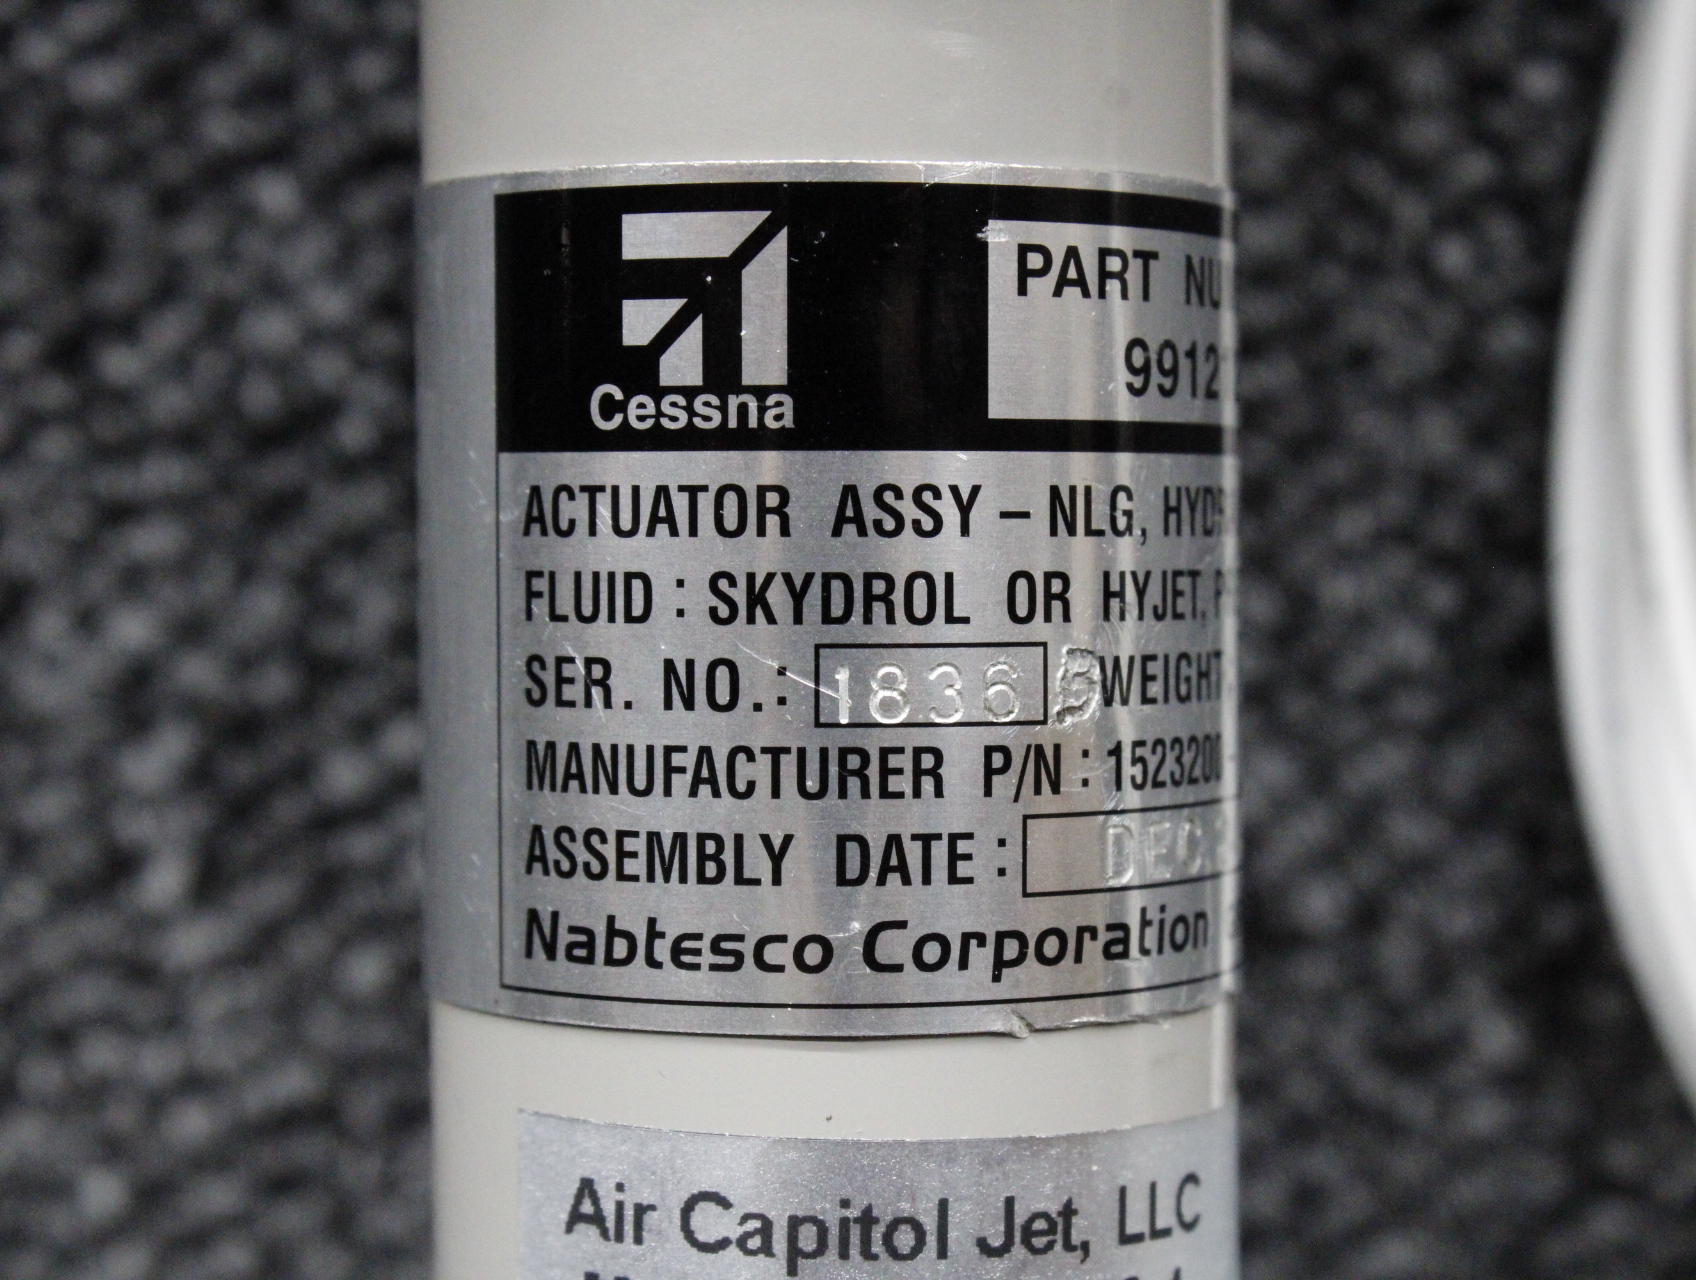 Cessna
PART NU
9912
ACTUATOR ASSY – NLG, HYD
FLUID : SKYDROL OR HYJET,
SER. NO. : 1836 B WEIGHT
MANUFACTURER P/N : 1523200
ASSEMBLY DATE : DEC
Nabtesco Corporation
Air Capitol Jet, LLC